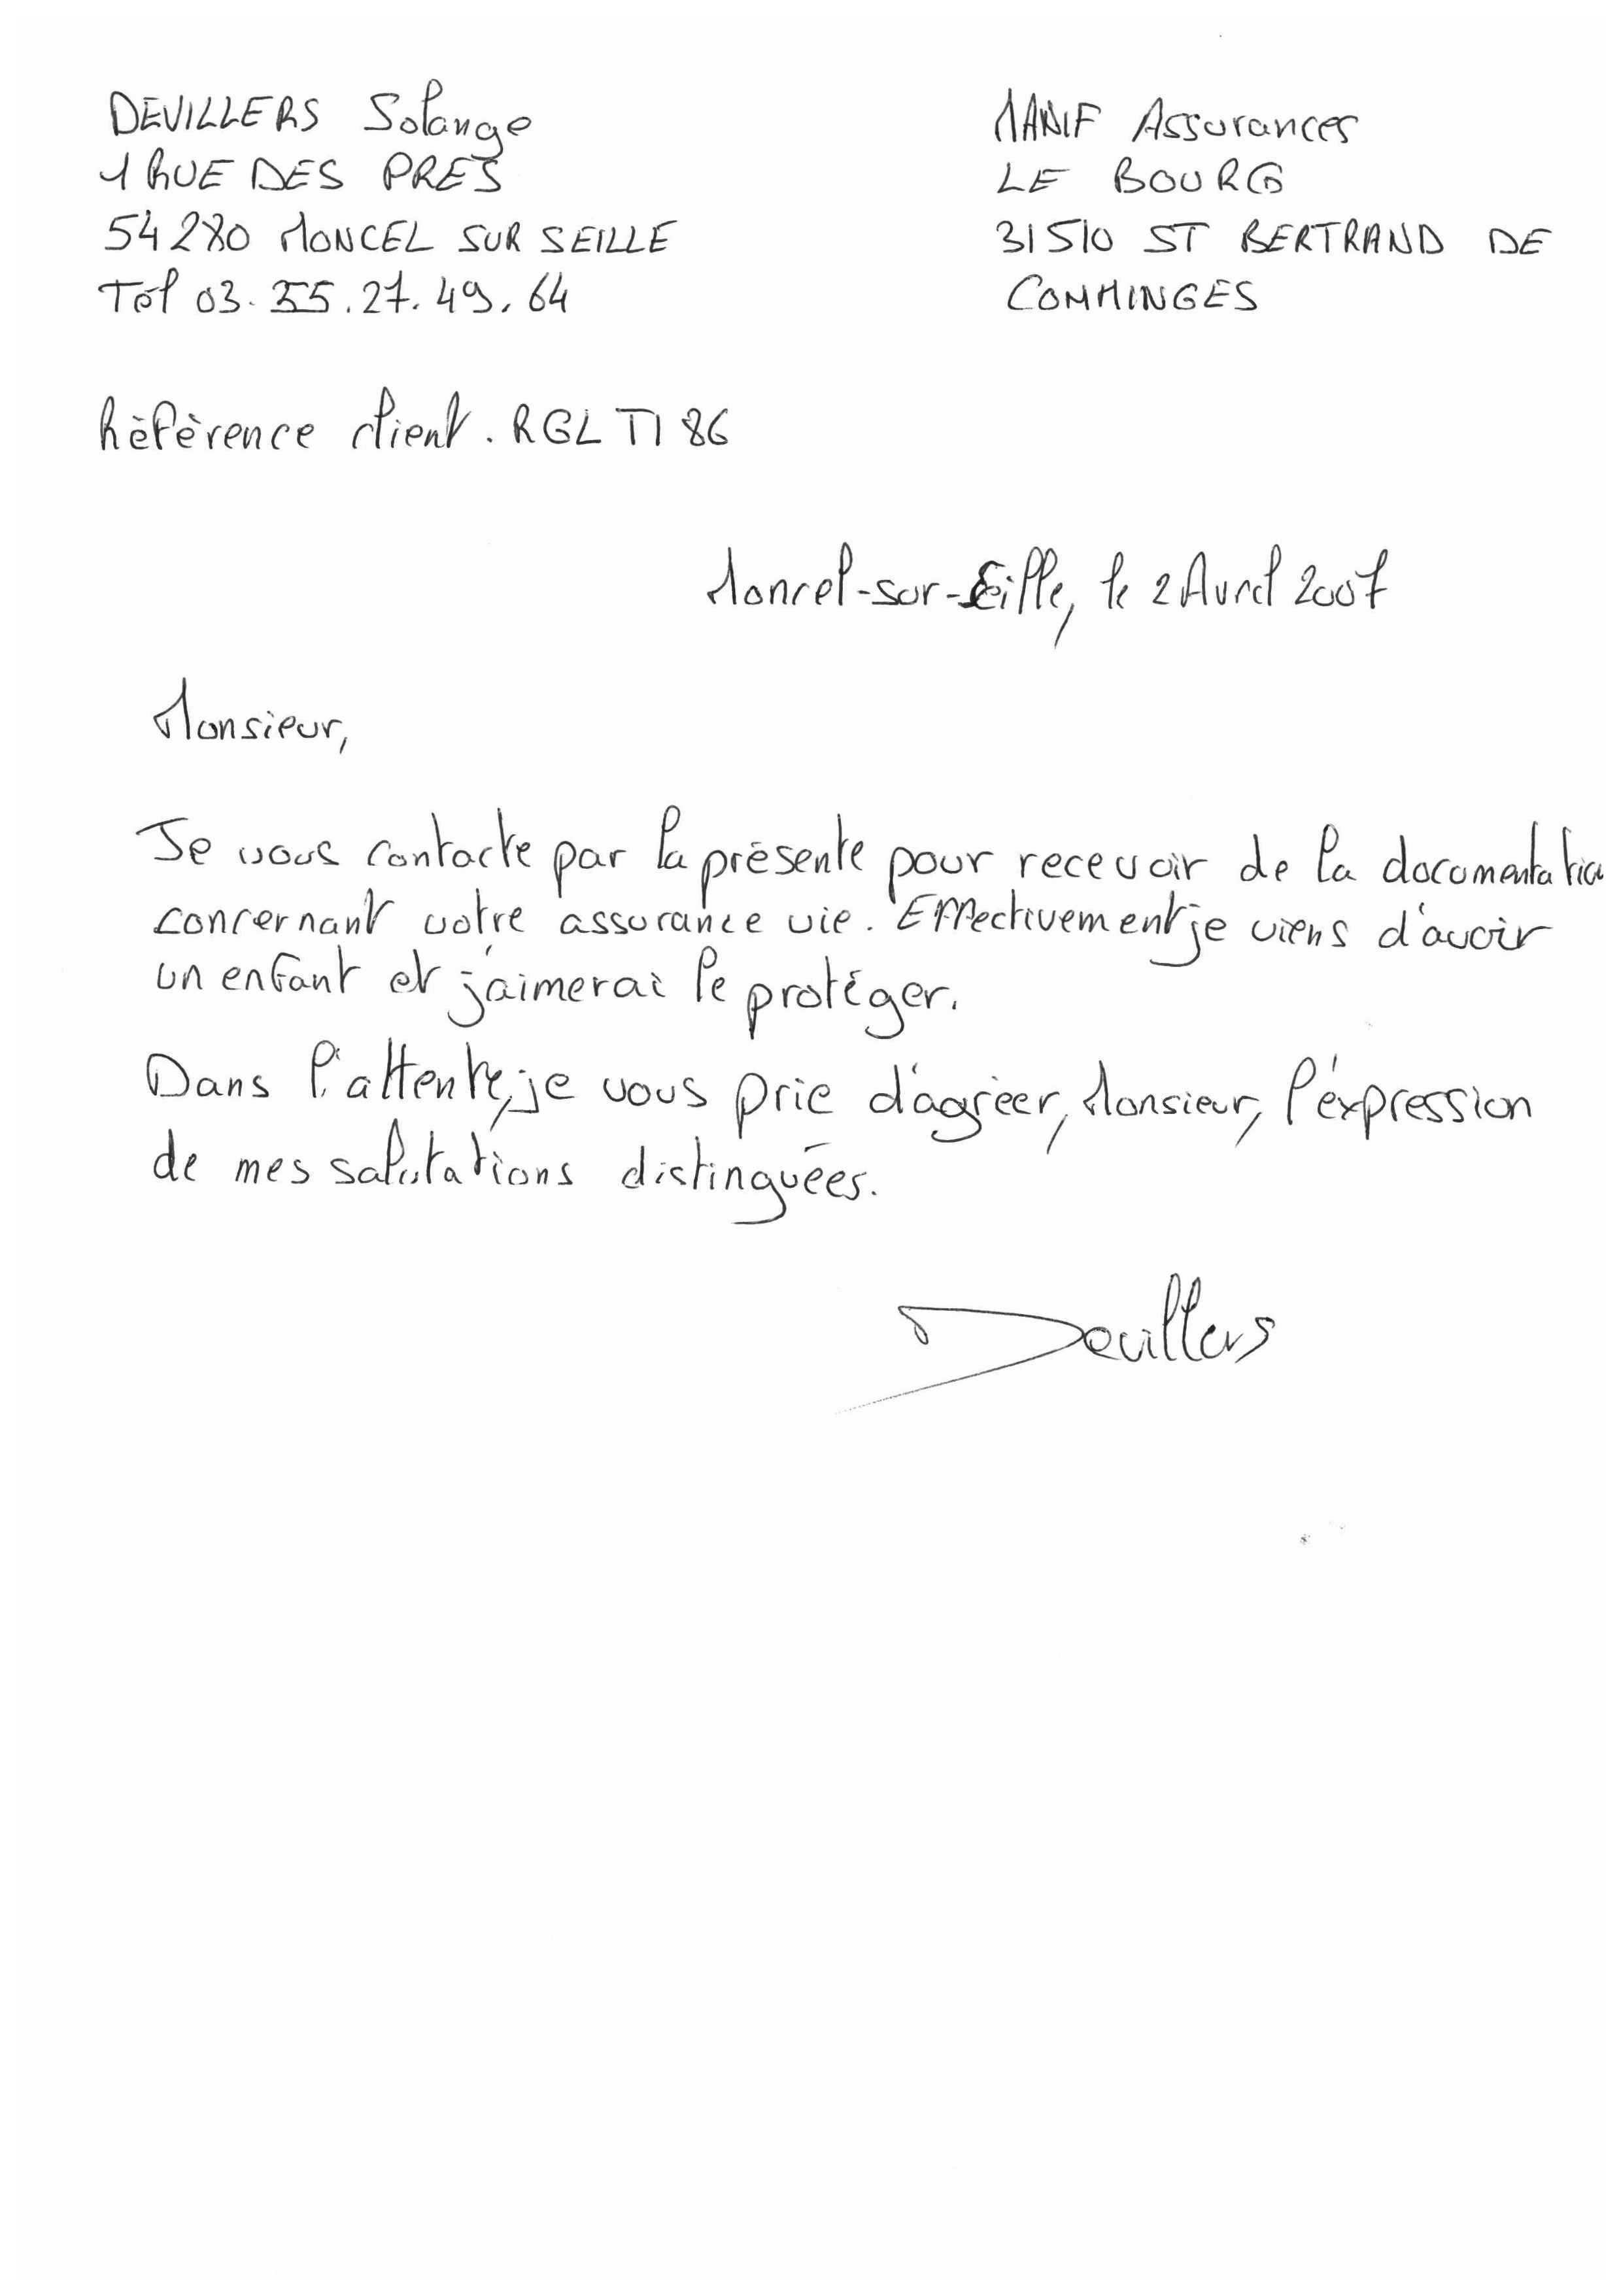 DEVILLERS Solange
1 RUE DES PRES
54280 MONCEL SUR SEILLE
Tél 03.55.27.49.64
MANIF Assurances
LE BOURG
31510 ST BERTRAND DE
COMMINGES
Référence client. RGLTI86
Moncel-sur-Seille, le 2 Avril 2007
Monsieur,
Je vous contacte par la présente pour recevoir de la documentation
concernant votre assurance vie. Effectivement je viens d'avoir
un enfant et j'aimerai le protéger.
Dans l'attente, je vous prie d'agréer, Monsieur, l'éxpression
de mes salutations distinguées.
Devillers